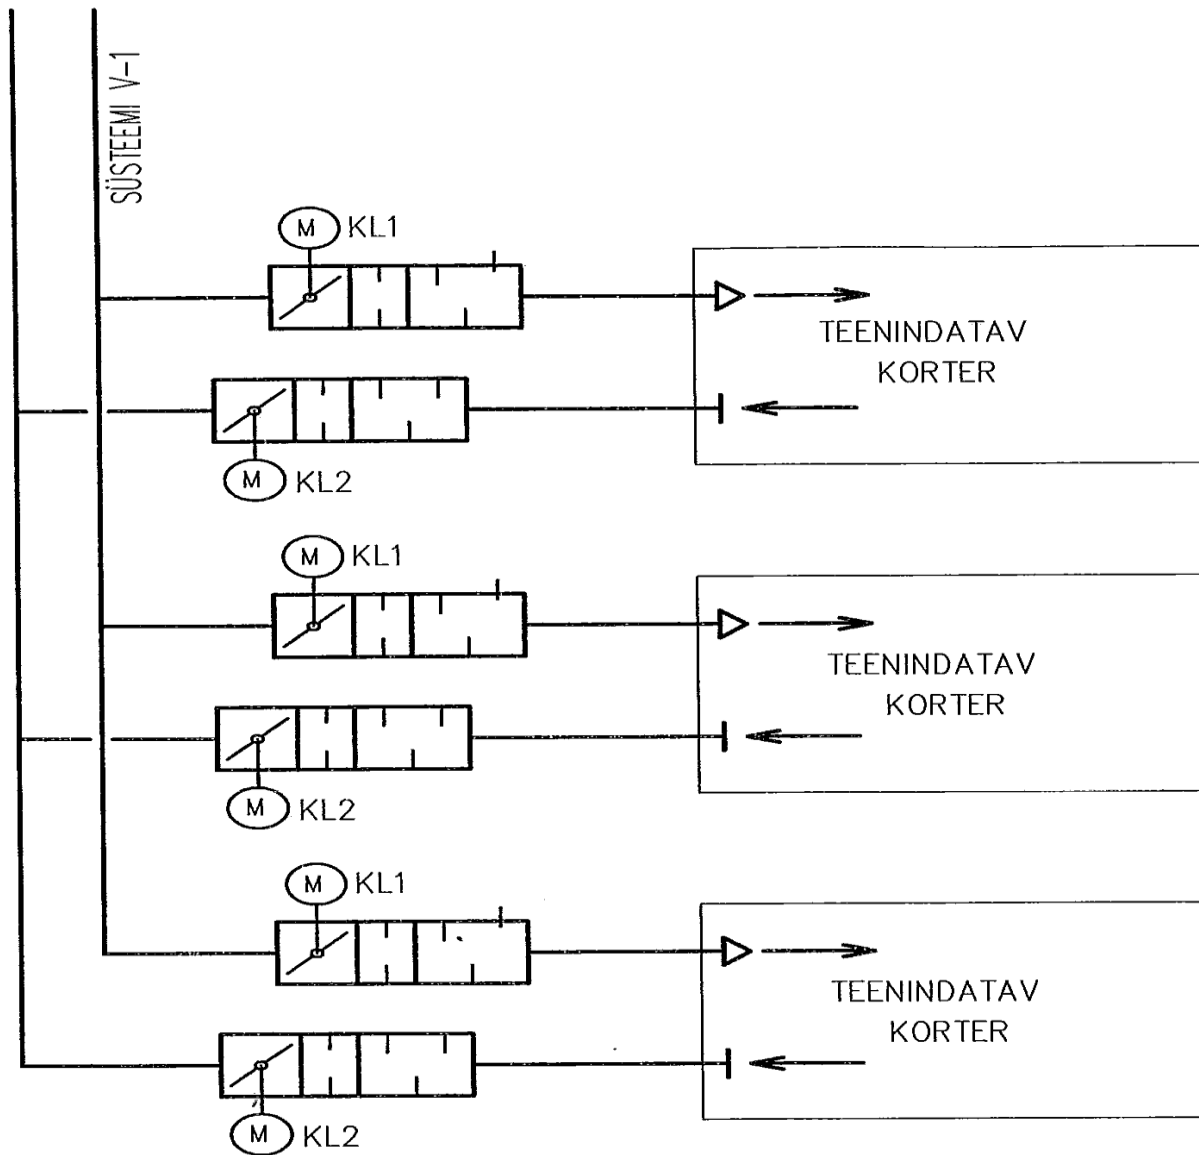 SÜSTEEMI V-1
M KL1
TEENINDATAV
KORTER
M KL2
M KL1
TEENINDATAV
KORTER
M KL2
M KL1
TEENINDATAV
KORTER
M KL2